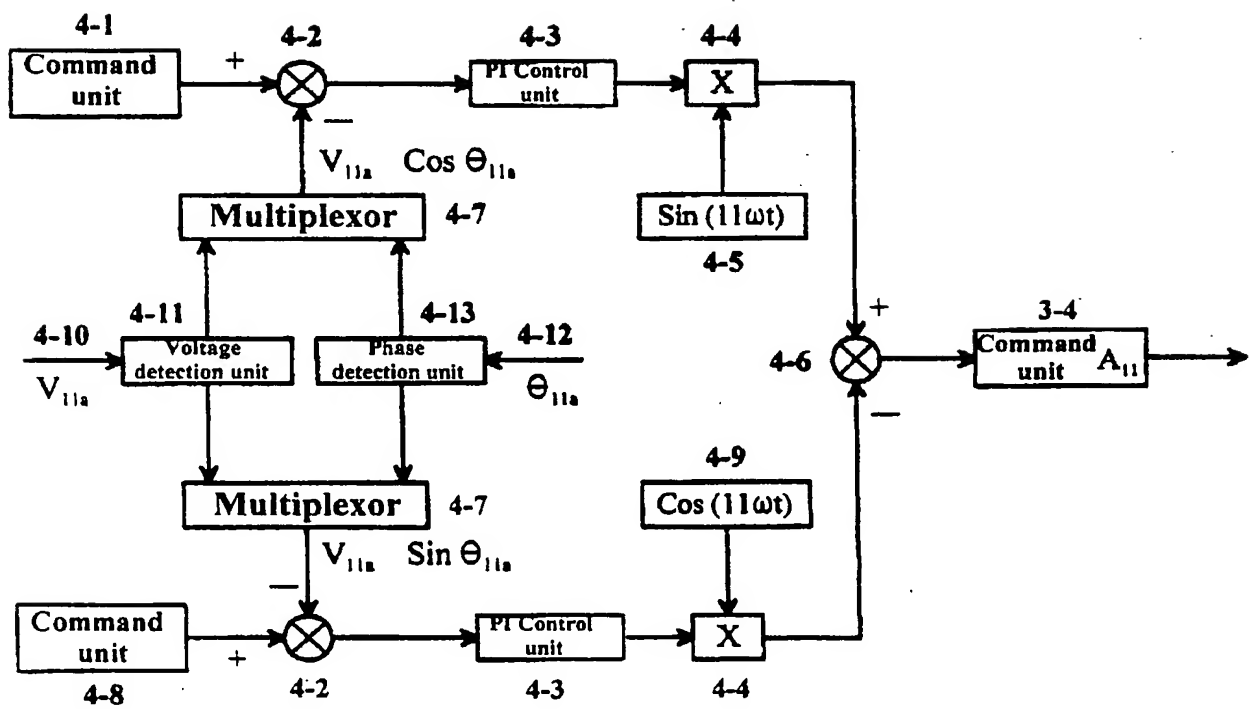 4-1
4-2
4-3
4-4
Command
unit
+
PI Control
unit
X
—
V₁₁ₐ Cos Θ₁₁ₐ
Multiplexor 4-7
Sin (11ωt)
4-5
4-11
4-13
4-10
4-12
Voltage
detection unit
Phase
detection unit
V₁₁ₐ
Θ₁₁ₐ
+
3-4
4-6
Command
unit A₁₁
—
4-9
Multiplexor 4-7
Cos (11ωt)
V₁₁ₐ Sin Θ₁₁ₐ
—
Command
unit
+
PI Control
unit
X
4-8
4-2
4-3
4-4